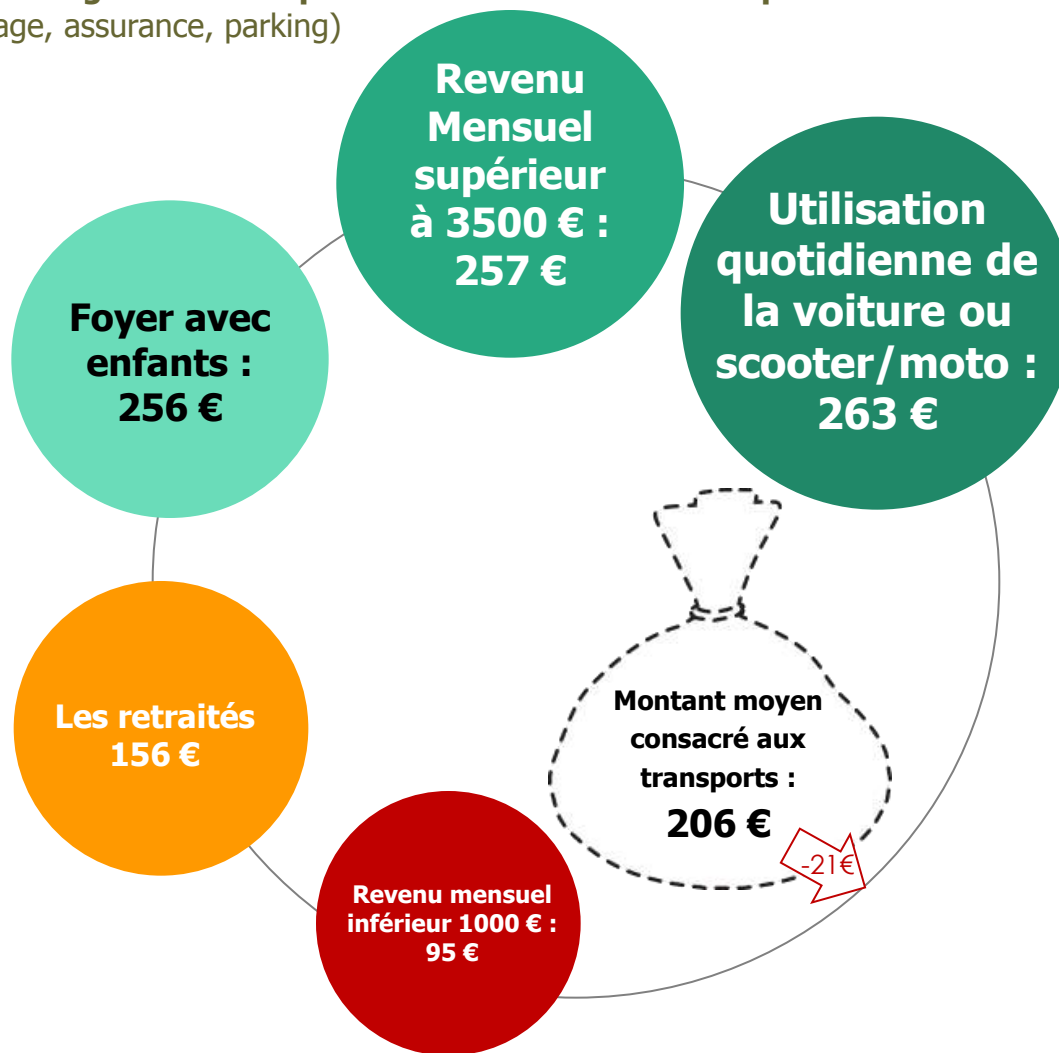 age, assurance, parking)
Revenu
Mensuel
supérieur
à 3500 € :
257 €
Utilisation
quotidienne de
la voiture ou
scooter/moto :
263 €
Foyer avec
enfants :
256 €
Les retraités
156 €
Montant moyen
consacré aux
transports :
206 €
-21€
Revenu mensuel
inférieur 1000 € :
95 €